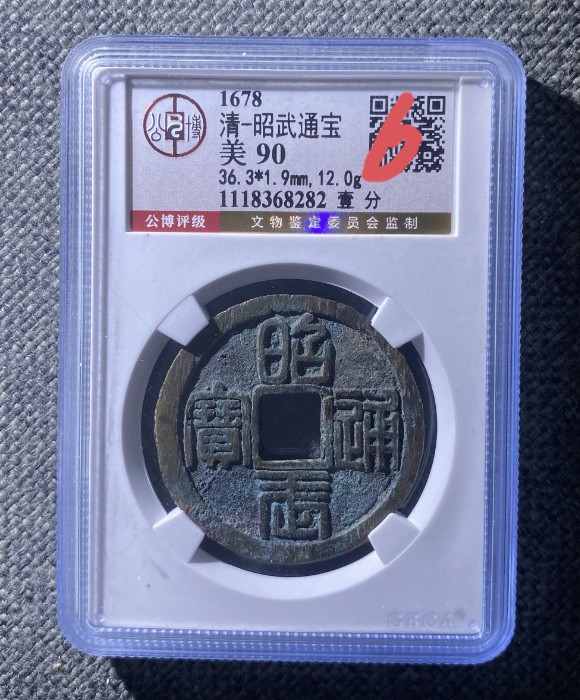 公博
1678
清-昭武通宝
美 90
36.3*1.9mm,12.0g
1118368282 壹 分
公博评级
文物鉴定委员会监制
6
昭
寶 通
武
GBCA